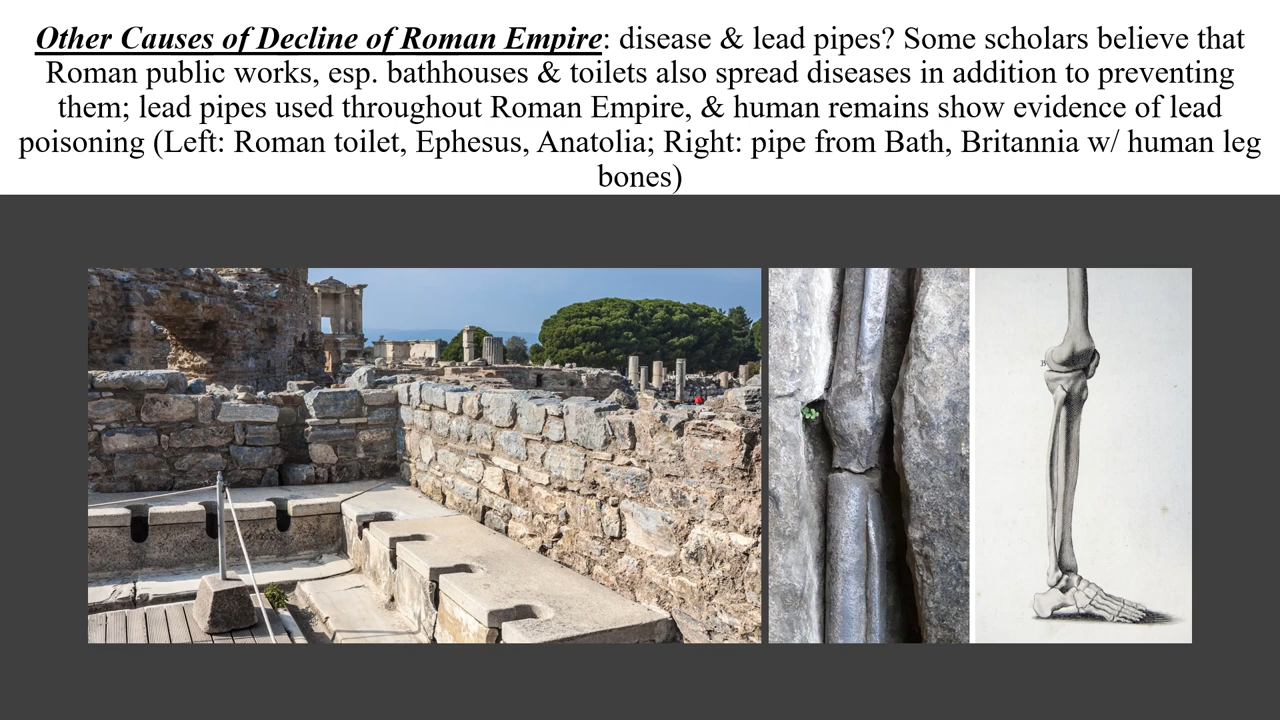 Other Causes of Decline of Roman Empire: disease & lead pipes? Some scholars believe that
Roman public works, esp. bathhouses & toilets also spread diseases in addition to preventing
them; lead pipes used throughout Roman Empire, & human remains show evidence of lead
poisoning (Left: Roman toilet, Ephesus, Anatolia; Right: pipe from Bath, Britannia w/ human leg
bones)